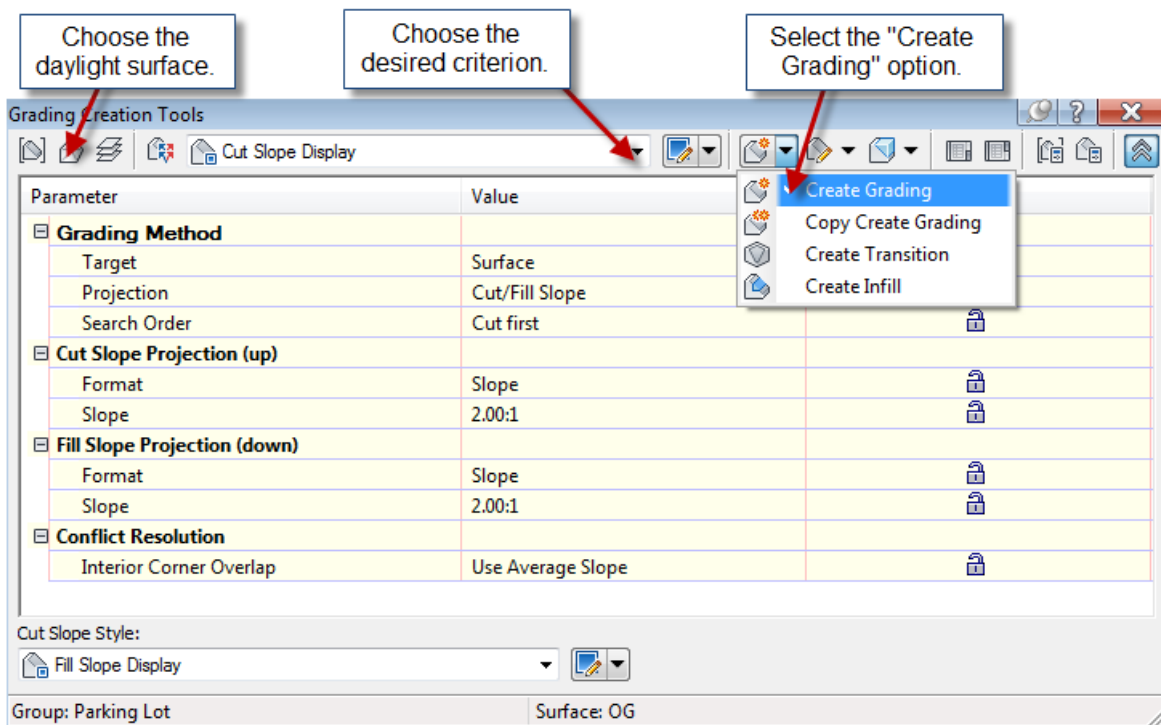 Choose the
daylight surface.
Choose the
desired criterion.
Select the "Create
Grading" option.
Grading Creation Tools
?
X
Cut Slope Display
Create Grading
Copy Create Grading
Create Transition
Create Infill
Parameter Value
Grading Method
Target Surface
Projection Cut/Fill Slope
Search Order Cut first
Cut Slope Projection (up)
Format Slope
Slope 2.00:1
Fill Slope Projection (down)
Format Slope
Slope 2.00:1
Conflict Resolution
Interior Corner Overlap Use Average Slope
Cut Slope Style:
Fill Slope Display
Group: Parking Lot Surface: OG